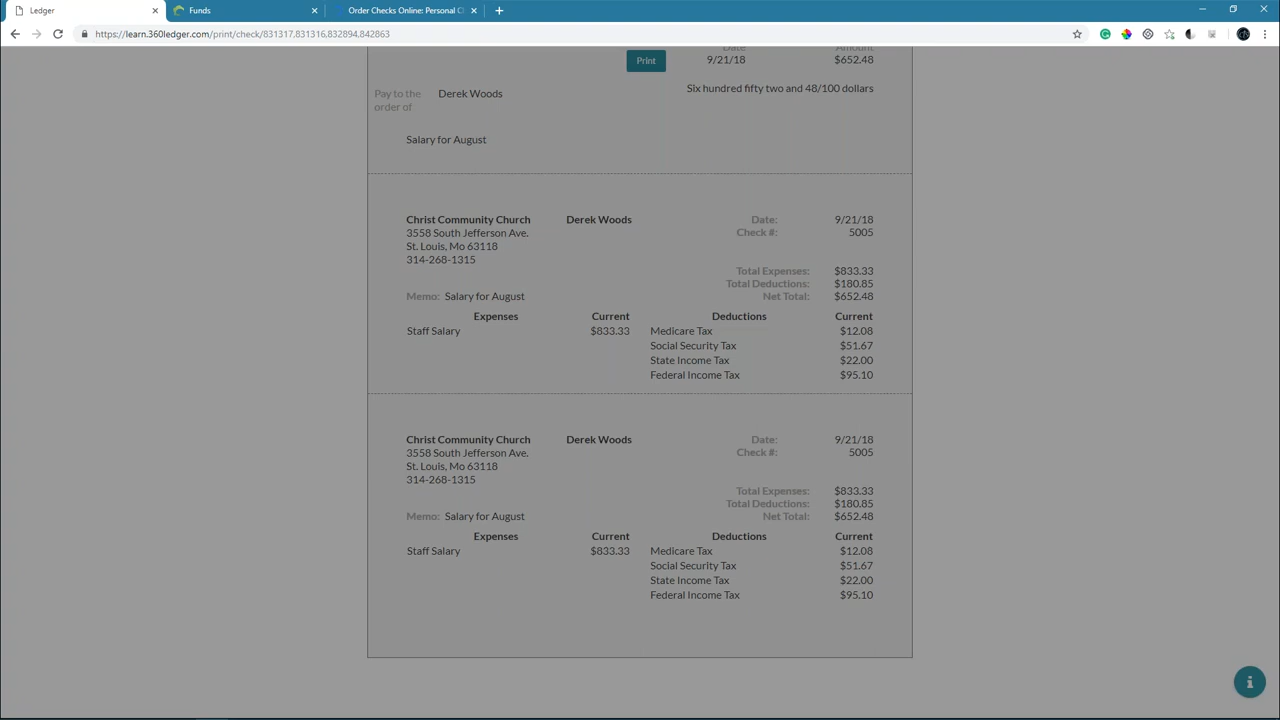 Ledger
Funds
Order Checks Online: Personal C
https://learn.360ledger.com/print/check/831317,831316,832894,842863
Date Amount
Print 9/21/18 $652.48
Pay to the order of Derek Woods Six hundred fifty two and 48/100 dollars
Salary for August
Christ Community Church Derek Woods Date: 9/21/18
3558 South Jefferson Ave. Check #: 5005
St. Louis, Mo 63118
314-268-1315
Total Expenses: $833.33
Total Deductions: $180.85
Memo: Salary for August Net Total: $652.48
Expenses Current Deductions Current
Staff Salary $833.33 Medicare Tax $12.08
Social Security Tax $51.67
State Income Tax $22.00
Federal Income Tax $95.10
Christ Community Church Derek Woods Date: 9/21/18
3558 South Jefferson Ave. Check #: 5005
St. Louis, Mo 63118
314-268-1315
Total Expenses: $833.33
Total Deductions: $180.85
Memo: Salary for August Net Total: $652.48
Expenses Current Deductions Current
Staff Salary $833.33 Medicare Tax $12.08
Social Security Tax $51.67
State Income Tax $22.00
Federal Income Tax $95.10